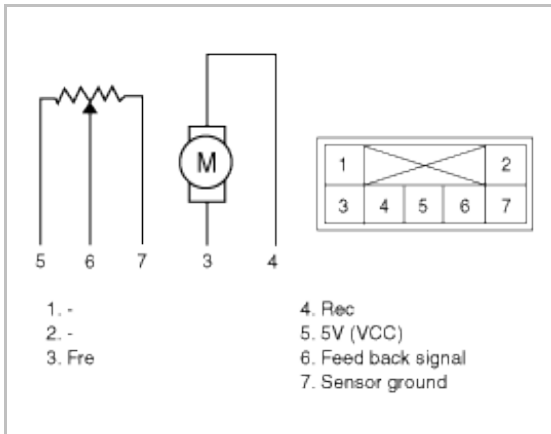 M
5 6 7 3 4
1 2
3 4 5 6 7
1. -
2. -
3. Fre
4. Rec
5. 5V (VCC)
6. Feed back signal
7. Sensor ground